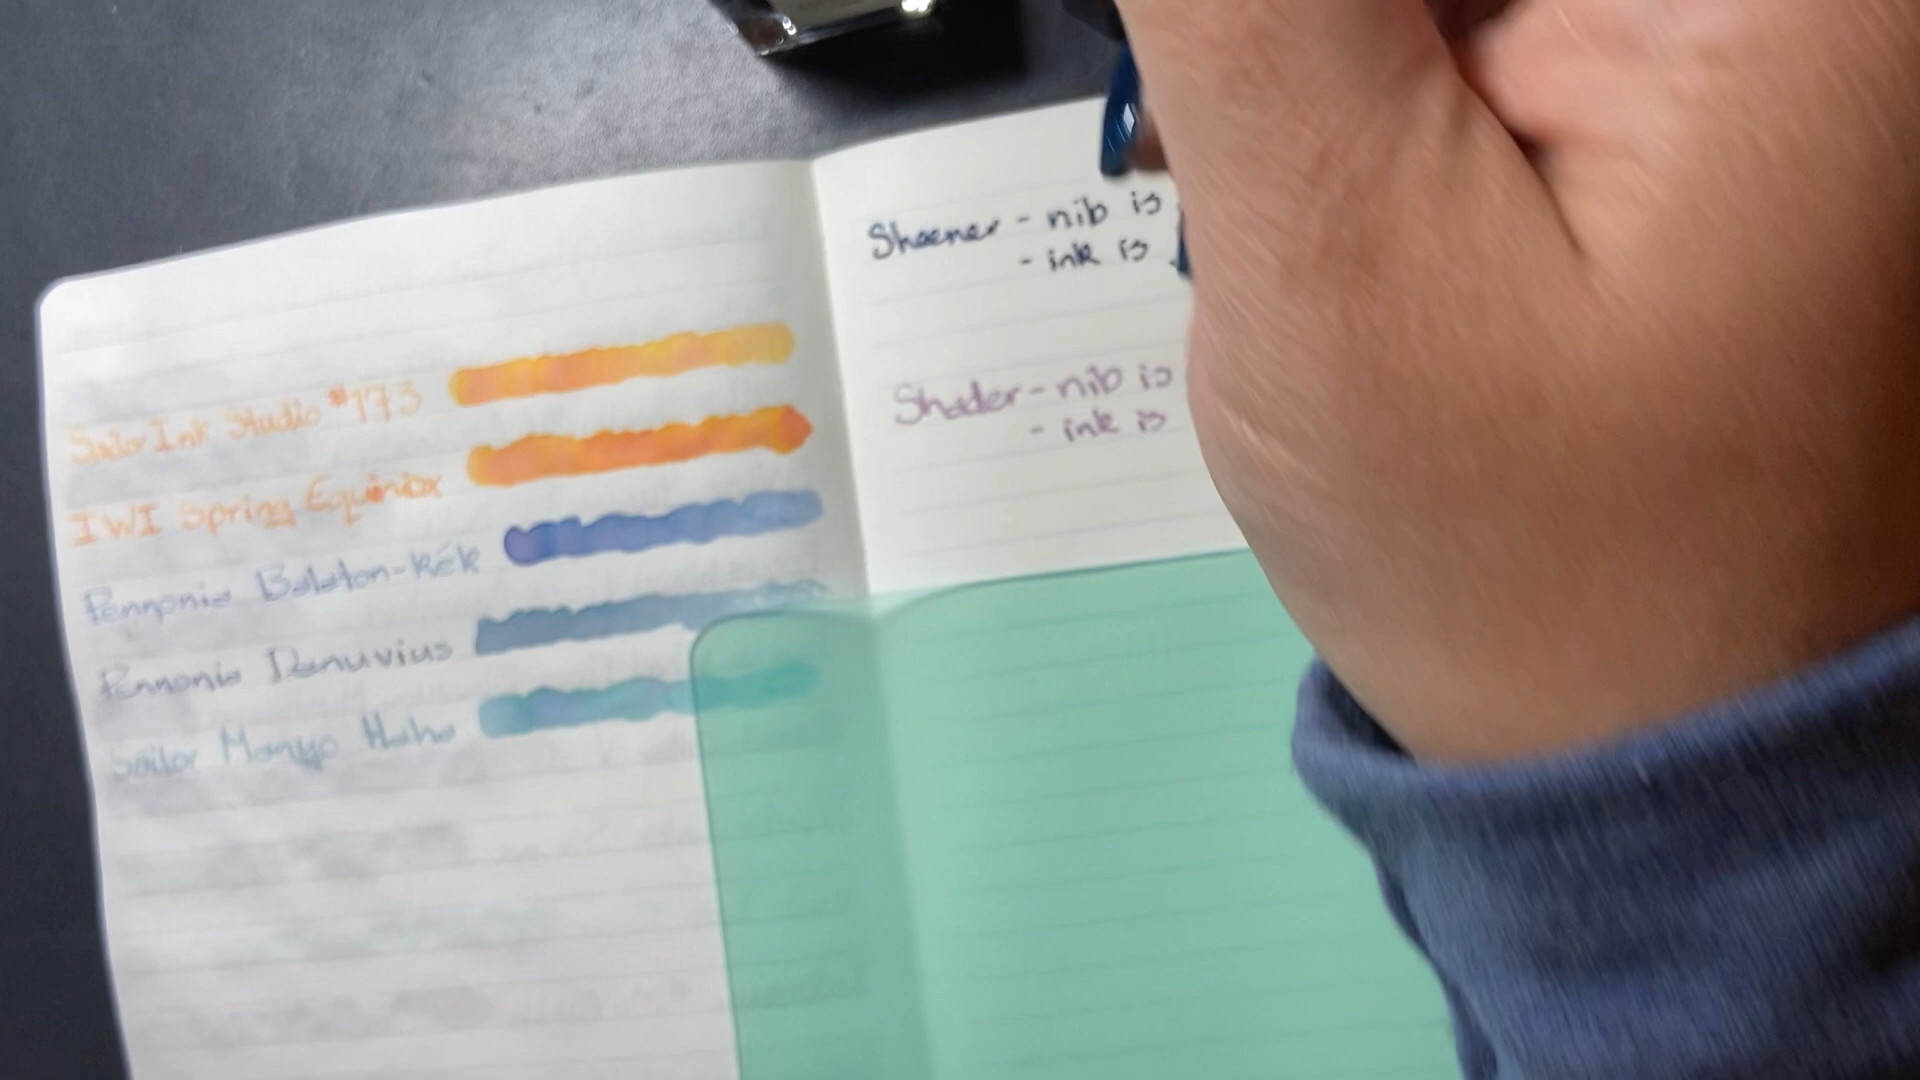 Sailor Ink Studio #173
IWI Spring Equinox
Pennonia Balaton-kék
Pennonia Danuvius
Sailor Manyo Haha
Sheener - nib is
- ink is
Shader - nib is
- ink is